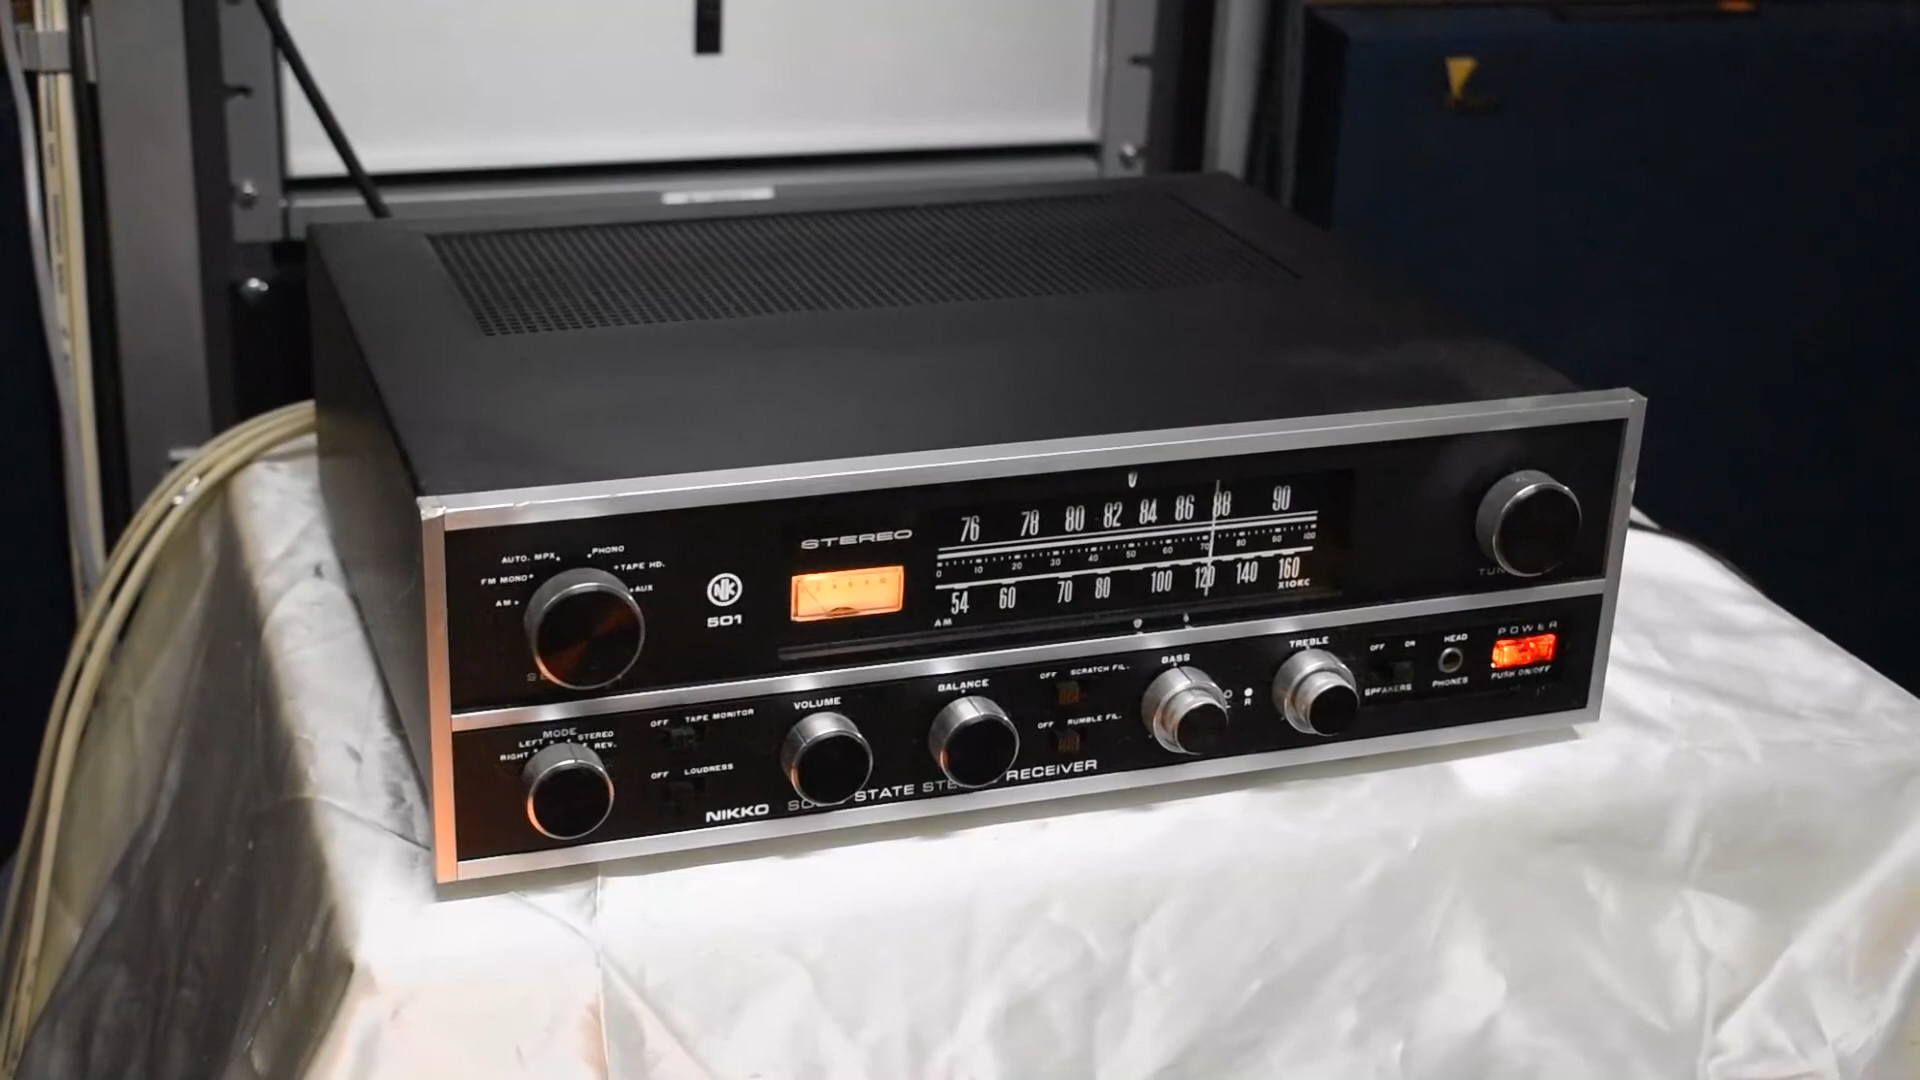 STEREO
76 78 80 82 84 86 88 90
0 10 20 30 40 50 60 70 80 90 100
54 60 70 80 100 120 140 160
X10KC
AM
AUTO. MPX.
PHONO
FM MONO
TAPE HD.
AM
AUX
NK
501
POWER
PUSH ON/OFF
MODE
LEFT
STEREO
RIGHT
REV.
OFF TAPE MONITOR
OFF LOUDNESS
VOLUME
BALANCE
OFF SCRATCH FIL.
OFF RUMBLE FIL.
BASS
R
TREBLE
OFF ON
SPEAKERS
HEAD
PHONES
NIKKO STATE RECEIVER